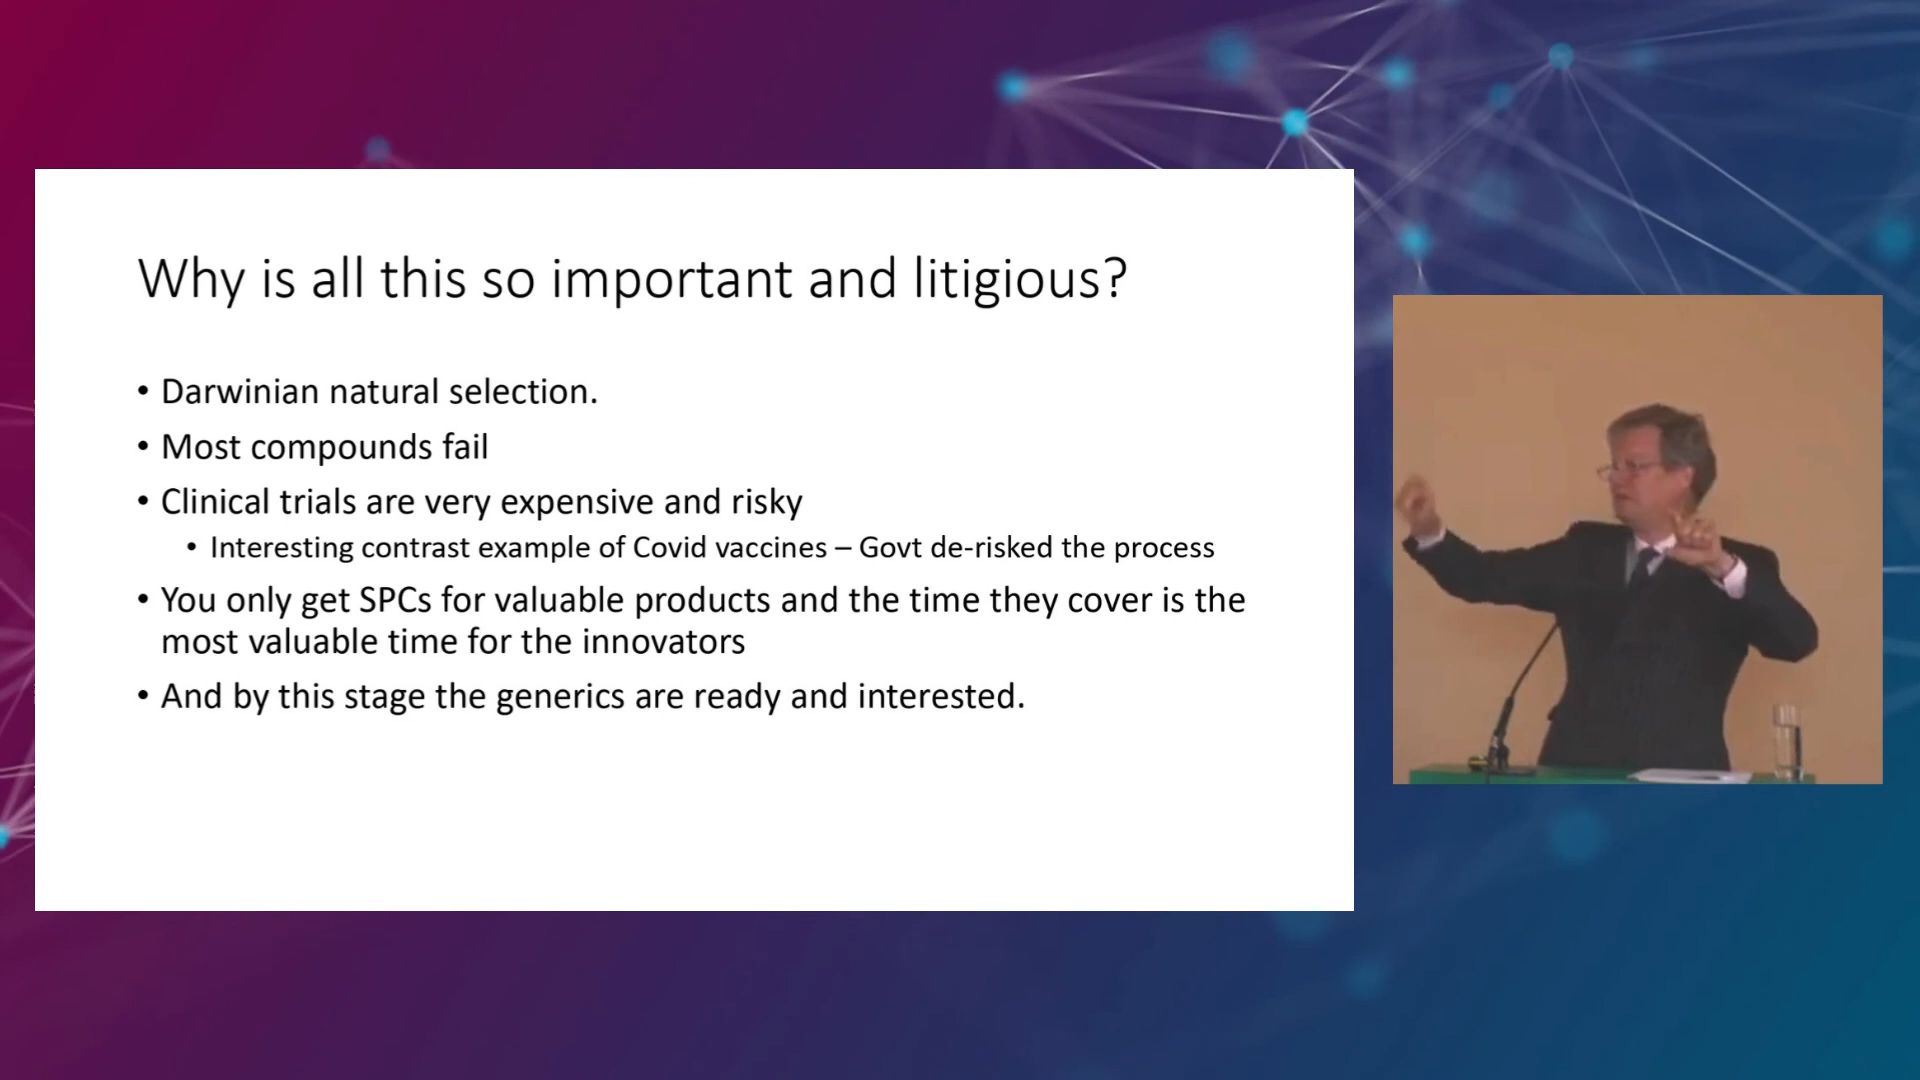 Why is all this so important and litigious?
• Darwinian natural selection.
• Most compounds fail
• Clinical trials are very expensive and risky
• Interesting contrast example of Covid vaccines – Govt de-risked the process
• You only get SPCs for valuable products and the time they cover is the
most valuable time for the innovators
• And by this stage the generics are ready and interested.